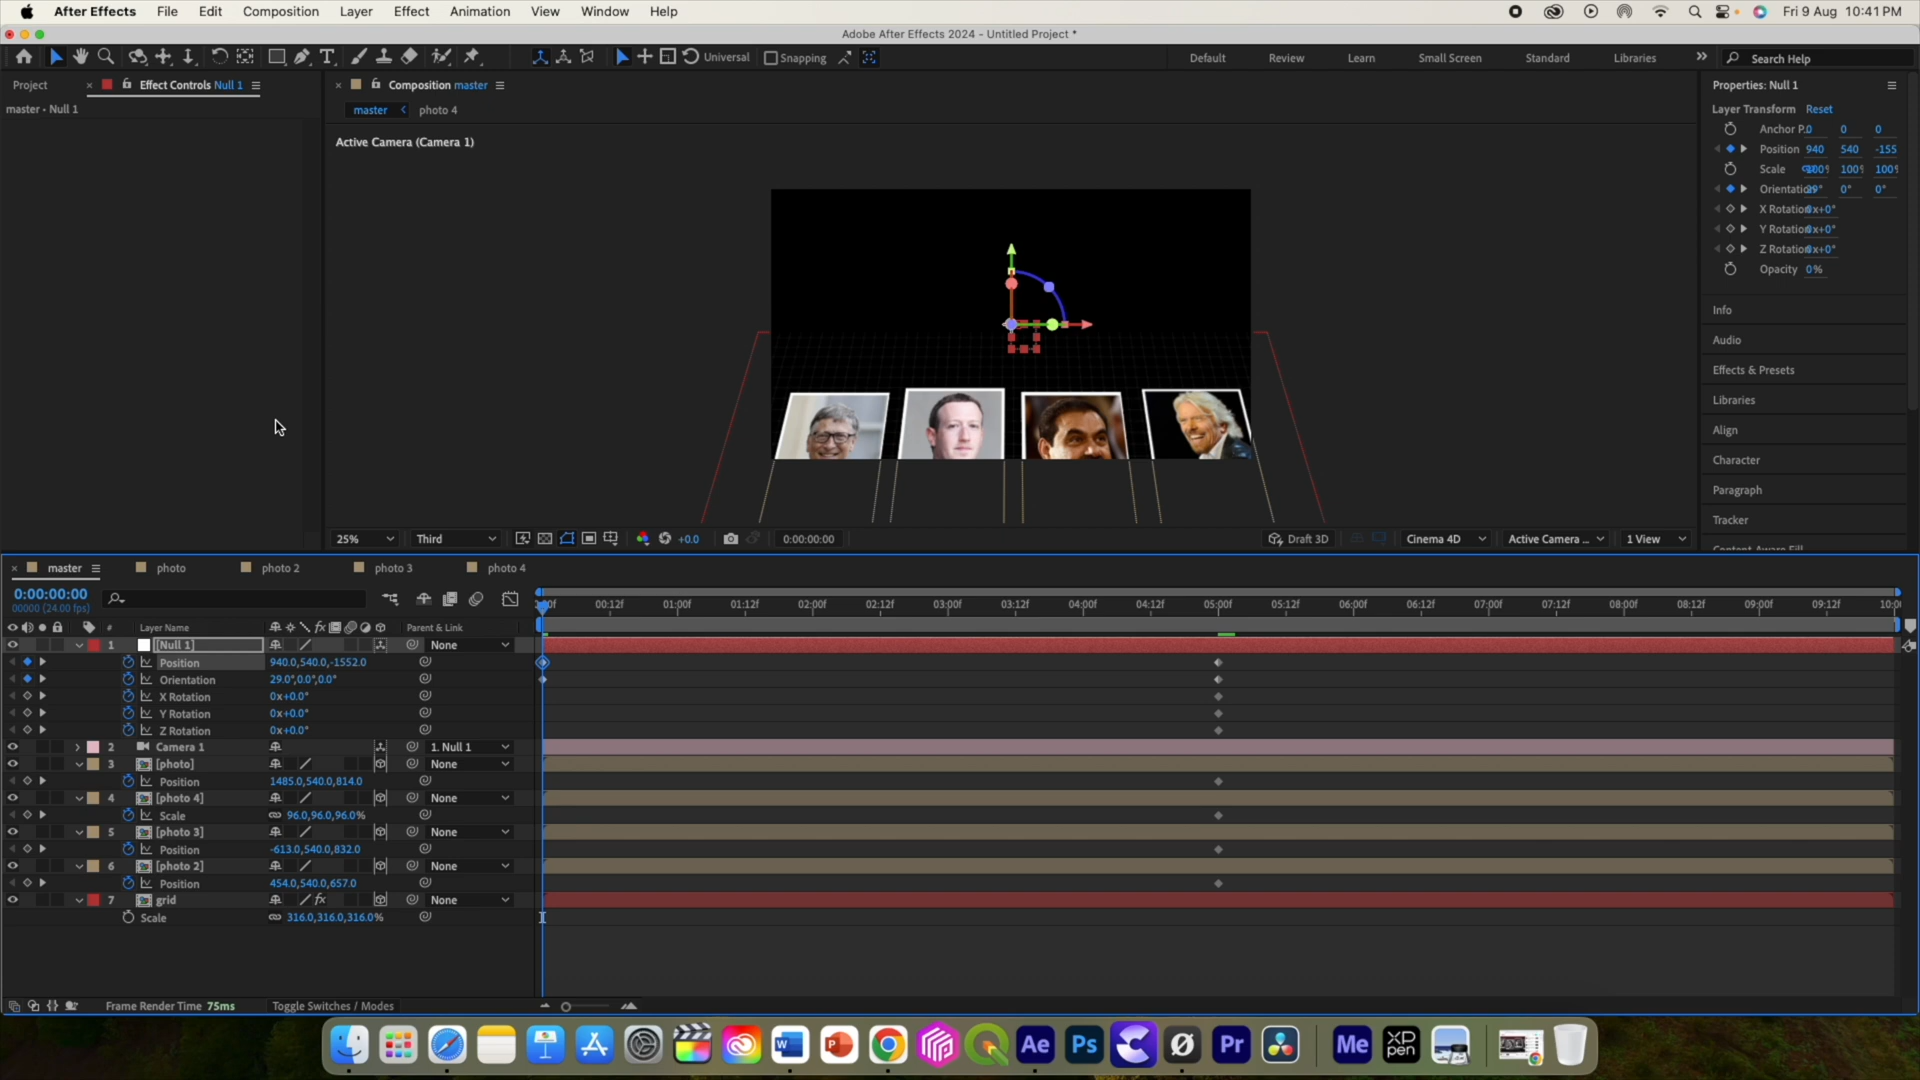 After Effects File Edit Composition Layer Effect Animation View Window Help Fri 9 Aug 10:41 PM
Adobe After Effects 2024 - Untitled Project *
Universal Snapping Default Review Learn Small Screen Standard Libraries Search Help
Project Effect Controls Null 1 Composition master Properties: Null 1
master • Null 1 master photo 4 Layer Transform Reset
Anchor P. 0 0 0
Active Camera (Camera 1)
Position 940 540 -155
Scale 100% 100% 100%
Orientation 29° 0° 0°
X Rotation 0x+0°
Y Rotation 0x+0°
Z Rotation 0x+0°
Opacity 0%
Info
Audio
Effects & Presets
Libraries
Align
Character
Paragraph
Tracker
Content-Aware Fill
25% Third +0.0 0:00:00:00 Draft 3D Cinema 4D Active Camera ... 1 View
master photo photo 2 photo 3 photo 4
0:00:00:00
00000 (24.00 fps)
00:12f 01:00f 01:12f 02:00f 02:12f 03:00f 03:12f 04:00f 04:12f 05:00f 05:12f 06:00f 06:12f 07:00f 07:12f 08:00f 08:12f 09:00f 09:12f 10:0
# Layer Name fx Parent & Link
1 [Null 1] None
Position 940.0,540.0,-1552.0
Orientation 29.0°,0.0°,0.0°
X Rotation 0x+0.0°
Y Rotation 0x+0.0°
Z Rotation 0x+0.0°
2 Camera 1 1. Null 1
3 [photo] None
Position 1485.0,540.0,814.0
4 [photo 4] None
Scale 96.0,96.0,96.0%
5 [photo 3] None
Position -613.0,540.0,832.0
6 [photo 2] None
Position 454.0,540.0,657.0
7 grid fx None
Scale 316.0,316.0,316.0%
Frame Render Time 75ms Toggle Switches / Modes
W P Ae Ps Pr Me XP pen